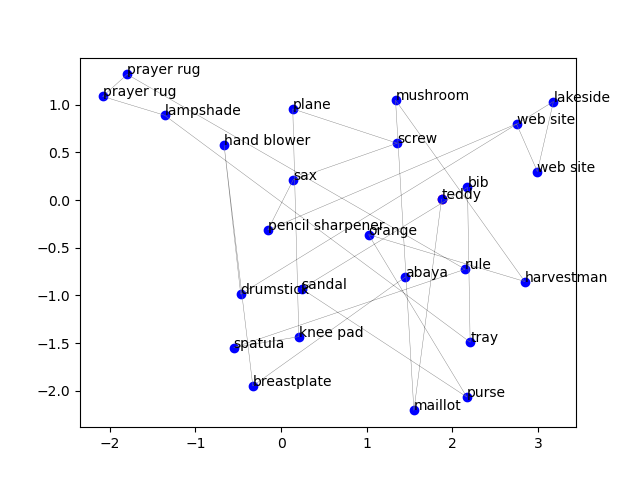 prayer rug
prayer rug
lampshade
plane
mushroom
lakeside
web site
hand blower
screw
web site
sax
bib
teddy
pencil sharpener
orange
rule
abaya
harvestman
drumstick
sandal
knee pad
tray
spatula
breastplate
purse
maillot
1.0
0.5
0.0
−0.5
−1.0
−1.5
−2.0
−2
−1
0
1
2
3